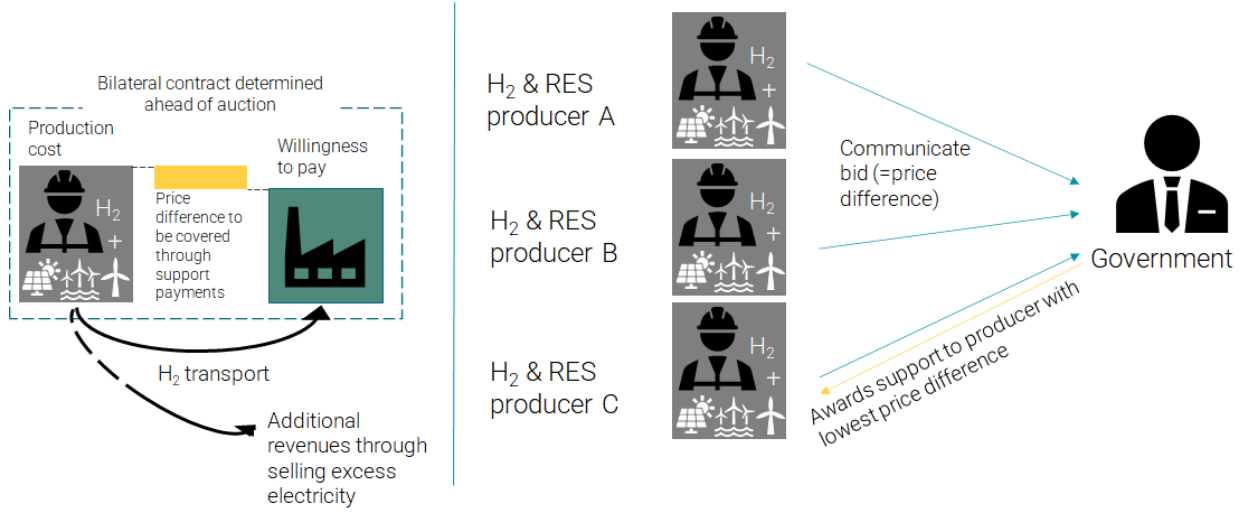 Bilateral contract determined
ahead of auction
Production
cost
Willingness
to pay
H₂
+
Price
difference to
be covered
through
support
payments
H₂ transport
Additional
revenues through
selling excess
electricity
H₂ & RES
producer A
H₂
+
H₂ & RES
producer B
H₂
+
H₂ & RES
producer C
H₂
+
Communicate
bid (=price
difference)
Government
Awards support to producer with
lowest price difference